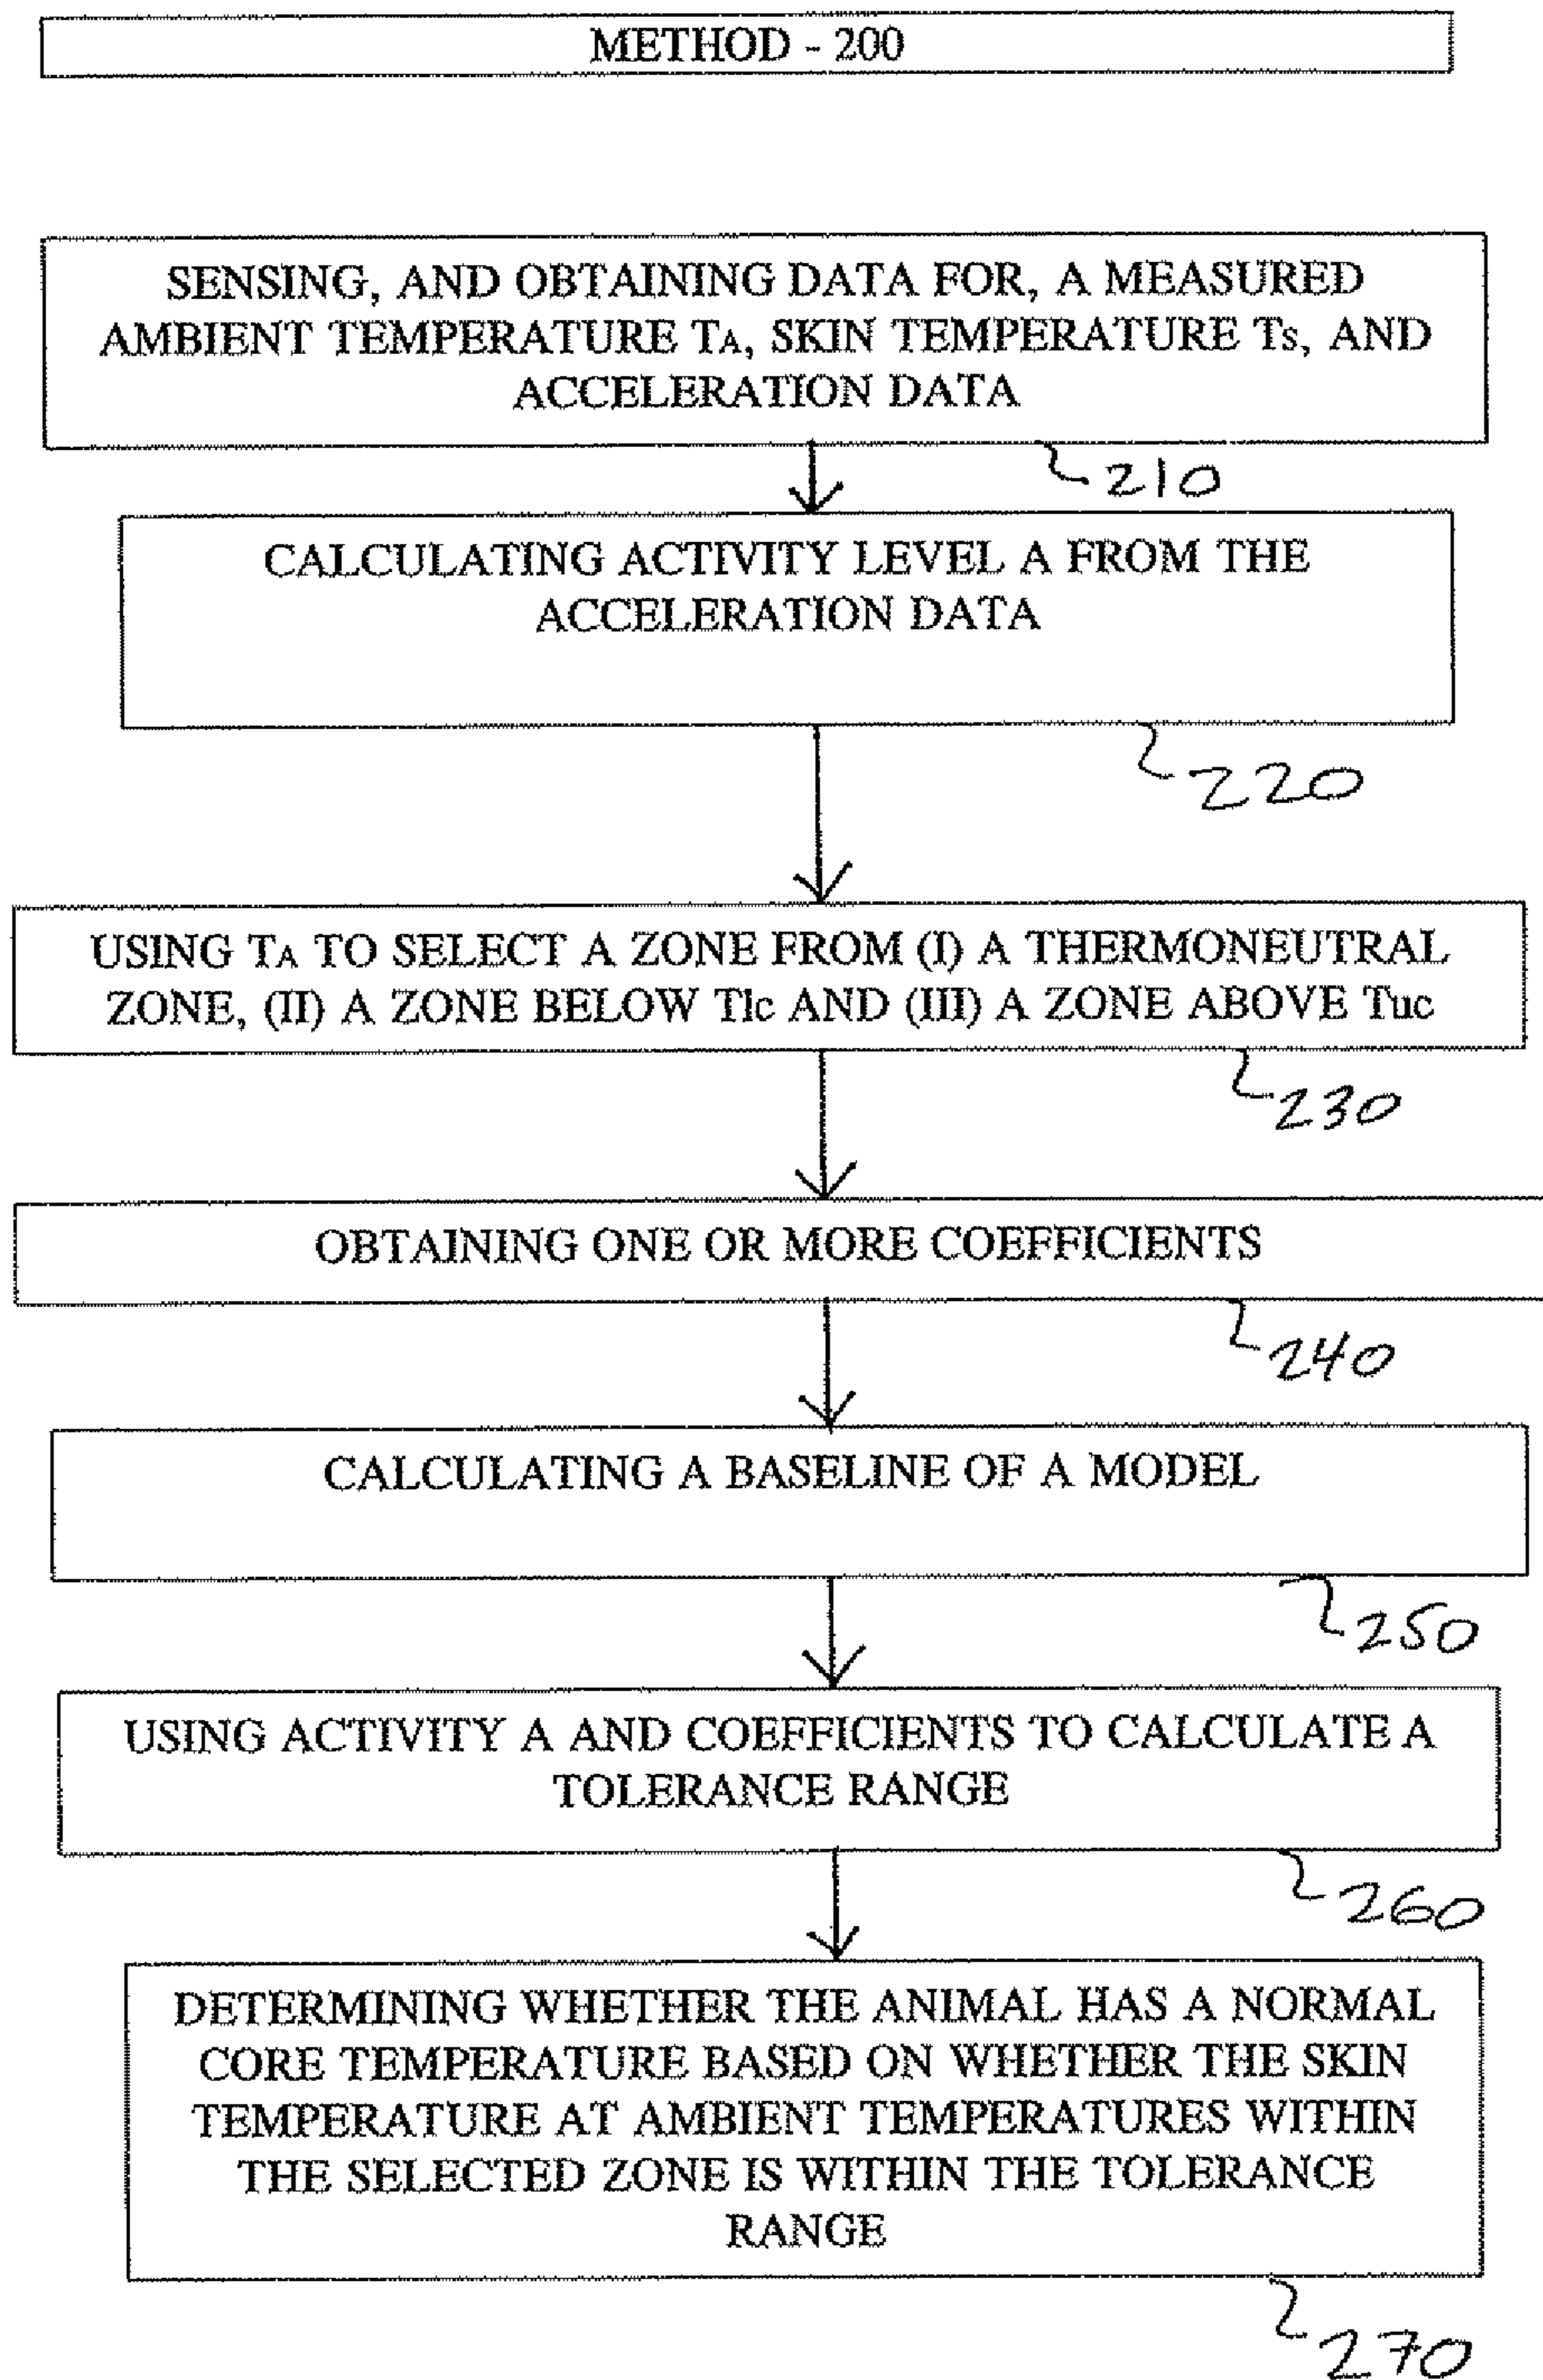 METHOD - 200
SENSING, AND OBTAINING DATA FOR, A MEASURED
AMBIENT TEMPERATURE TA, SKIN TEMPERATURE Ts, AND
ACCELERATION DATA
210
CALCULATING ACTIVITY LEVEL A FROM THE
ACCELERATION DATA
220
USING TA TO SELECT A ZONE FROM (I) A THERMONEUTRAL
ZONE, (II) A ZONE BELOW Tlc AND (III) A ZONE ABOVE Tuc
230
OBTAINING ONE OR MORE COEFFICIENTS
240
CALCULATING A BASELINE OF A MODEL
250
USING ACTIVITY A AND COEFFICIENTS TO CALCULATE A
TOLERANCE RANGE
260
DETERMINING WHETHER THE ANIMAL HAS A NORMAL
CORE TEMPERATURE BASED ON WHETHER THE SKIN
TEMPERATURE AT AMBIENT TEMPERATURES WITHIN
THE SELECTED ZONE IS WITHIN THE TOLERANCE
RANGE
270